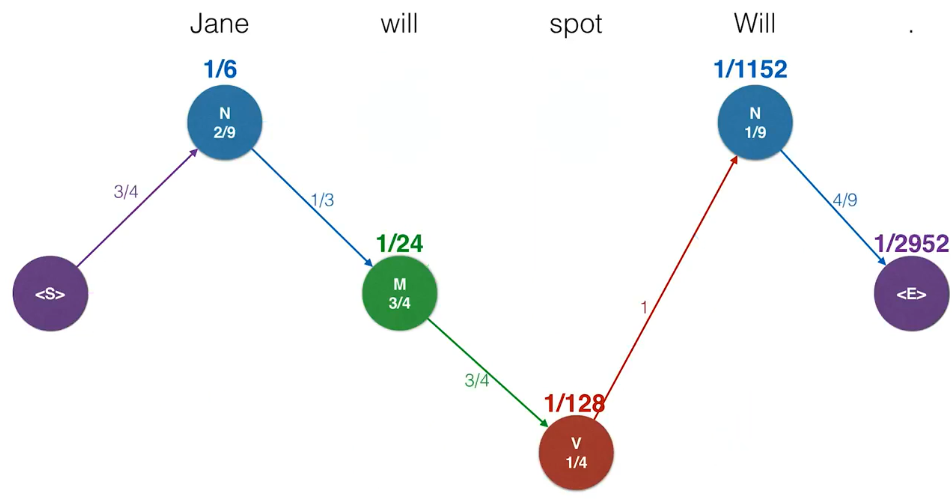 Jane will spot Will .
1/6 1/1152
N
2/9
N
1/9
3/4 1/3 4/9
1/24 1/2952
<S>
M
3/4
<E>
1
3/4
1/128
V
1/4